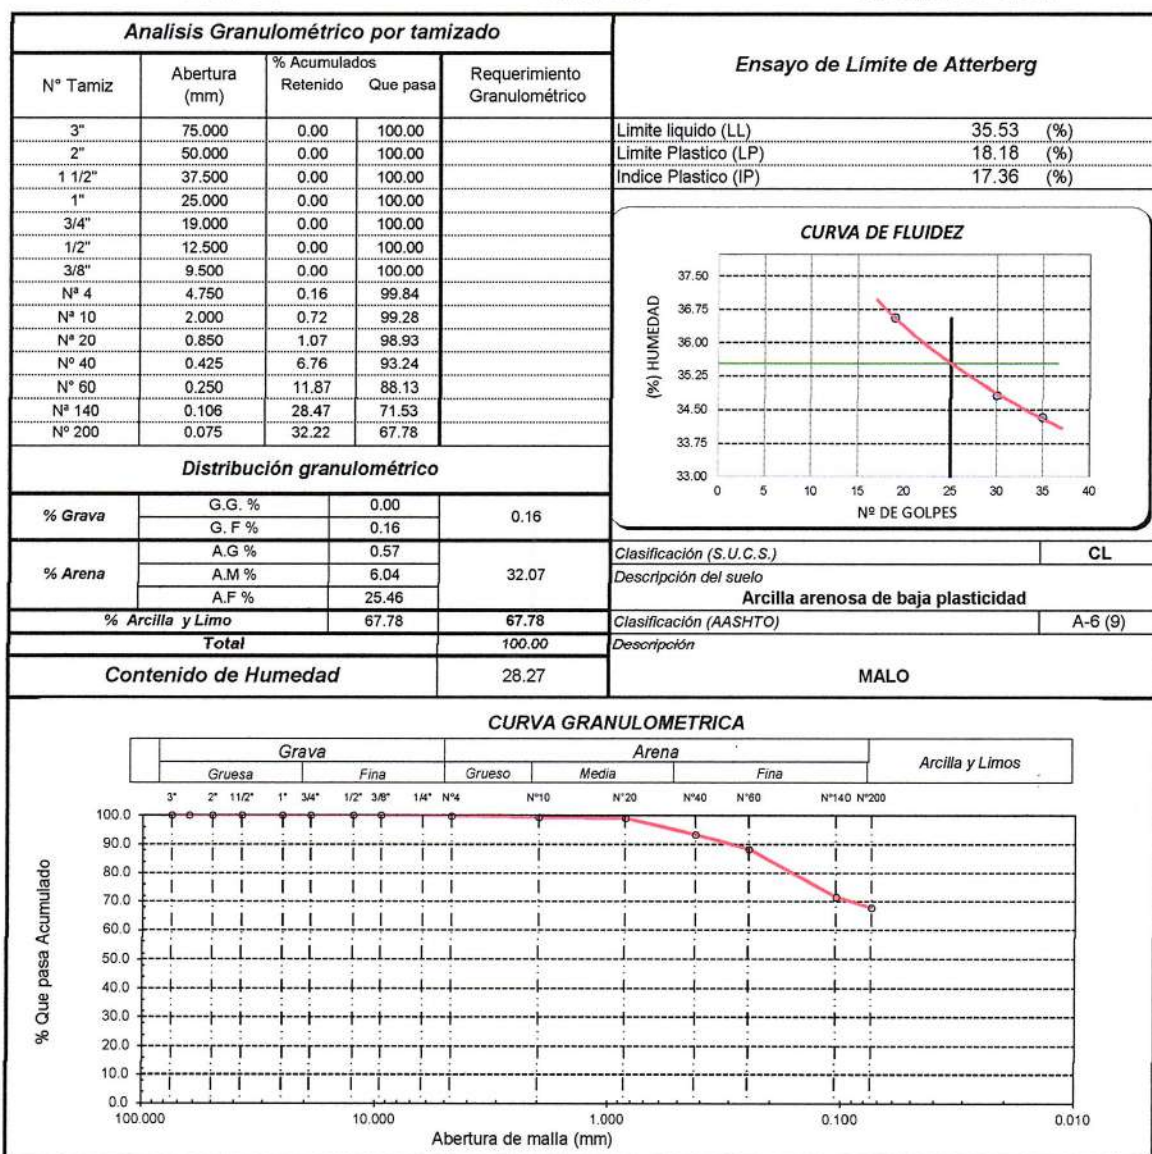 Analisis Granulométrico por tamizado
N° Tamiz Abertura (mm) % Acumulados Retenido Que pasa Requerimiento Granulométrico
3" 75.000 0.00 100.00
2" 50.000 0.00 100.00
1 1/2" 37.500 0.00 100.00
1" 25.000 0.00 100.00
3/4" 19.000 0.00 100.00
1/2" 12.500 0.00 100.00
3/8" 9.500 0.00 100.00
Nª 4 4.750 0.16 99.84
Nª 10 2.000 0.72 99.28
Nª 20 0.850 1.07 98.93
Nº 40 0.425 6.76 93.24
N° 60 0.250 11.87 88.13
Nª 140 0.106 28.47 71.53
Nº 200 0.075 32.22 67.78
Distribución granulométrico
% Grava G.G. % 0.00 0.16
G. F % 0.16
% Arena A.G % 0.57 32.07
A.M % 6.04
A.F % 25.46
% Arcilla y Limo 67.78 67.78
Total 100.00
Contenido de Humedad 28.27
Ensayo de Límite de Atterberg
Limite liquido (LL) 35.53 (%)
Limite Plastico (LP) 18.18 (%)
Indice Plastico (IP) 17.36 (%)
CURVA DE FLUIDEZ
(%) HUMEDAD
37.50
36.75
36.00
35.25
34.50
33.75
33.00
0 5 10 15 20 25 30 35 40
Nº DE GOLPES
Clasificación (S.U.C.S.) CL
Descripción del suelo
Arcilla arenosa de baja plasticidad
Clasificación (AASHTO) A-6 (9)
Descripción
MALO
CURVA GRANULOMETRICA
Grava Arena Arcilla y Limos
Gruesa Fina Grueso Media Fina
3" 2" 11/2" 1" 3/4" 1/2" 3/8" 1/4" N°4 N°10 N°20 N°40 N°60 N°140 N°200
% Que pasa Acumulado
100.0
90.0
80.0
70.0
60.0
50.0
40.0
30.0
20.0
10.0
0.0
100.000 10.000 1.000 0.100 0.010
Abertura de malla (mm)